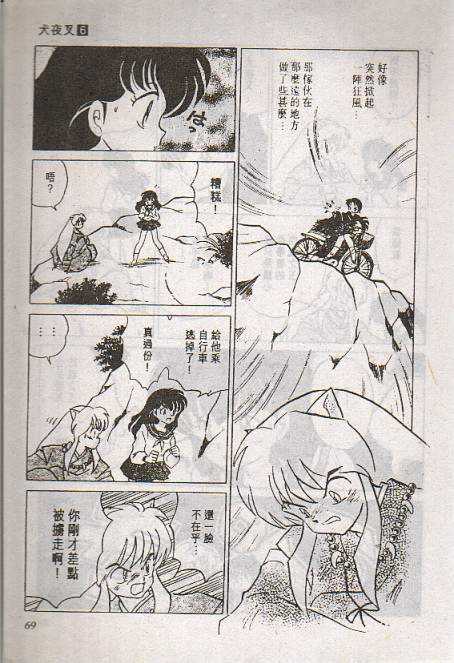 犬夜叉6
好像
突然掀起
一陣狂風…
那傢伙在
那麼遠的地方
做了些甚麼…
はっ
糟糕！
唔？
給他乘
自行車
逃掉了！
真過份！
……
還一臉
不在乎…
你剛才差點
被擄走啊！
69